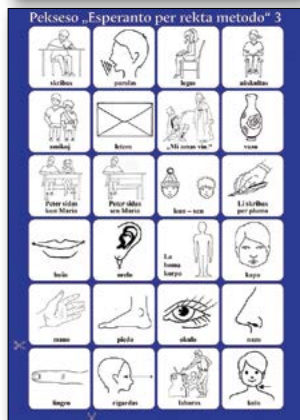 Pekseso „Esperanto per rekta metodo“ 3
skribas parolas legas aŭskultas
amikoj letero „Mi amas vin.“ vazo
Peter sidas
kun Maria
Peter sidas
sen Maria
kun – sen
Li skribas
per plumo
buŝo orelo
La
homa
korpo
kapo
mano piedo okulo nazo
fingro rigardas laboras kolo